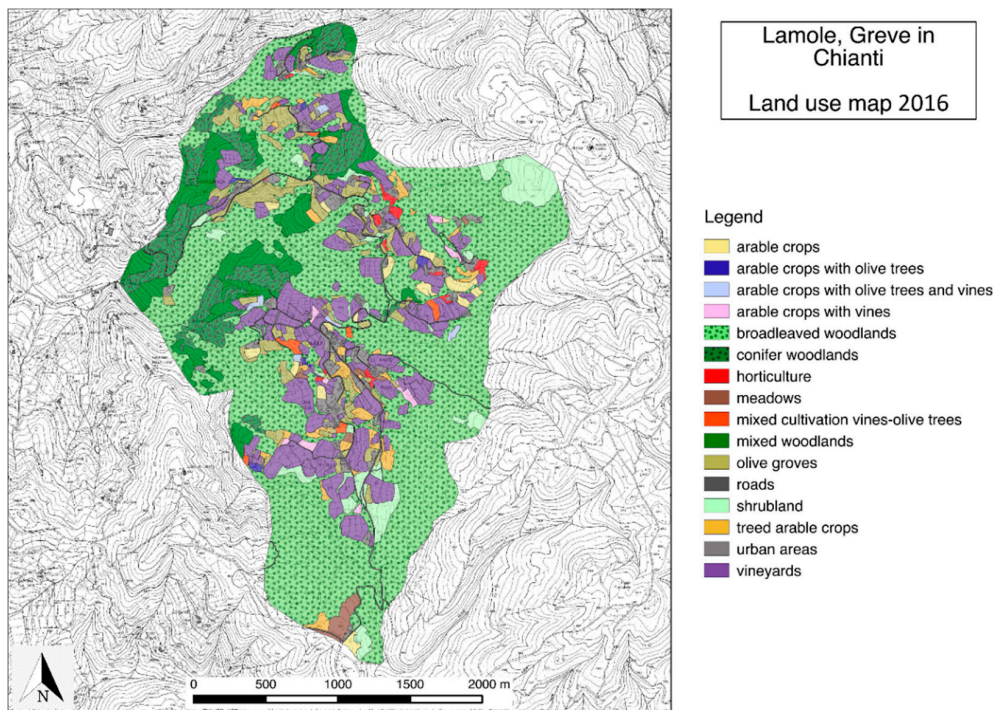 Lamole, Greve in
Chianti
Land use map 2016
Legend
arable crops
arable crops with olive trees
arable crops with olive trees and vines
arable crops with vines
broadleaved woodlands
conifer woodlands
horticulture
meadows
mixed cultivation vines-olive trees
mixed woodlands
olive groves
roads
shrubland
treed arable crops
urban areas
vineyards
N
0 500 1000 1500 2000 m